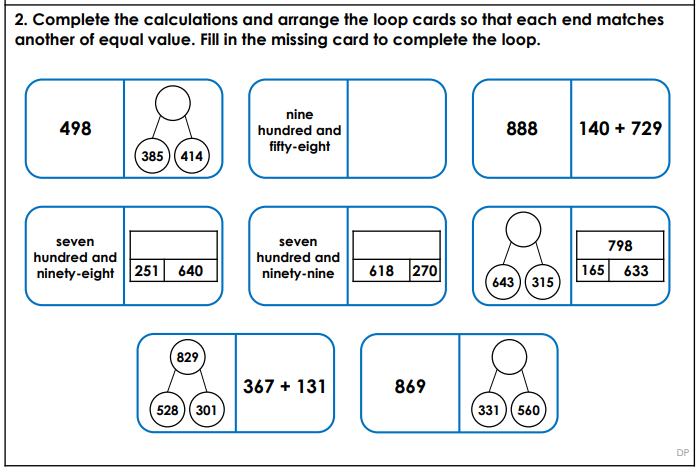 2. Complete the calculations and arrange the loop cards so that each end matches
another of equal value. Fill in the missing card to complete the loop.
498
385 414
nine
hundred and
fifty-eight
888
140 + 729
seven
hundred and
ninety-eight
251 640
seven
hundred and
ninety-nine
618 270
643 315
798
165 633
829
528 301
367 + 131
869
331 560
DP